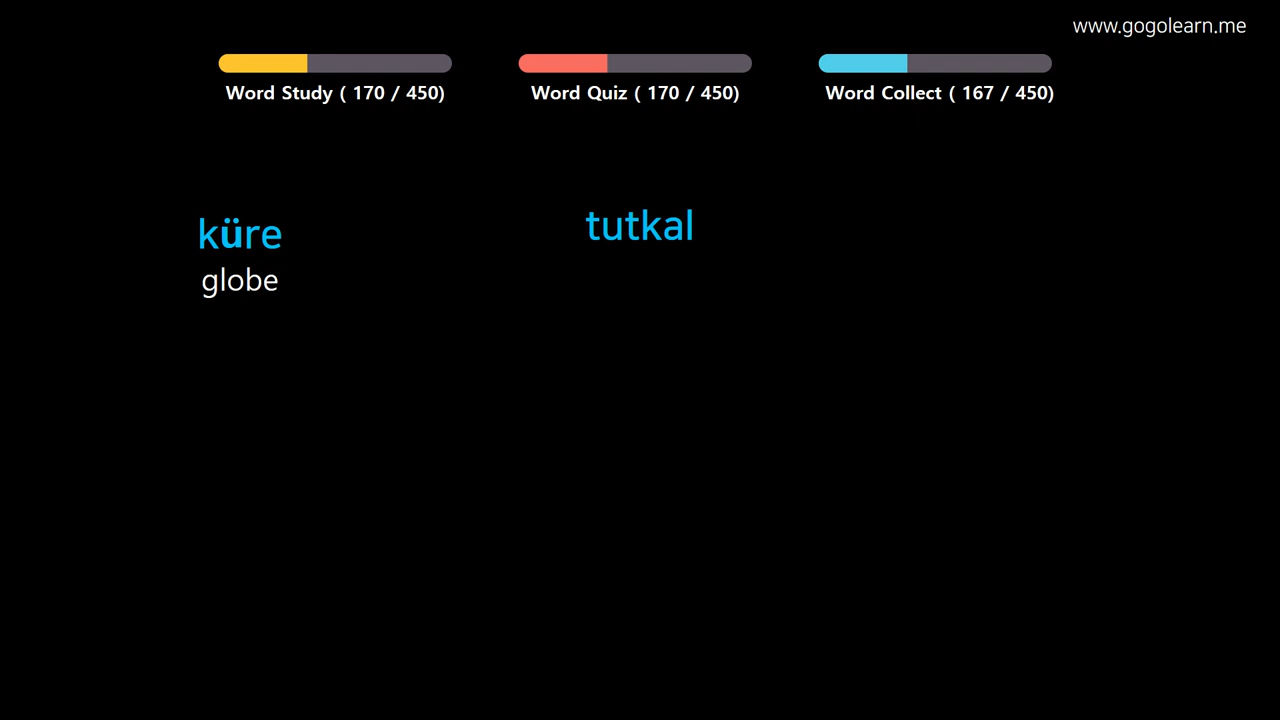 www.gogolearn.me
Word Study ( 170 / 450)
Word Quiz ( 170 / 450)
Word Collect ( 167 / 450)
küre
globe
tutkal